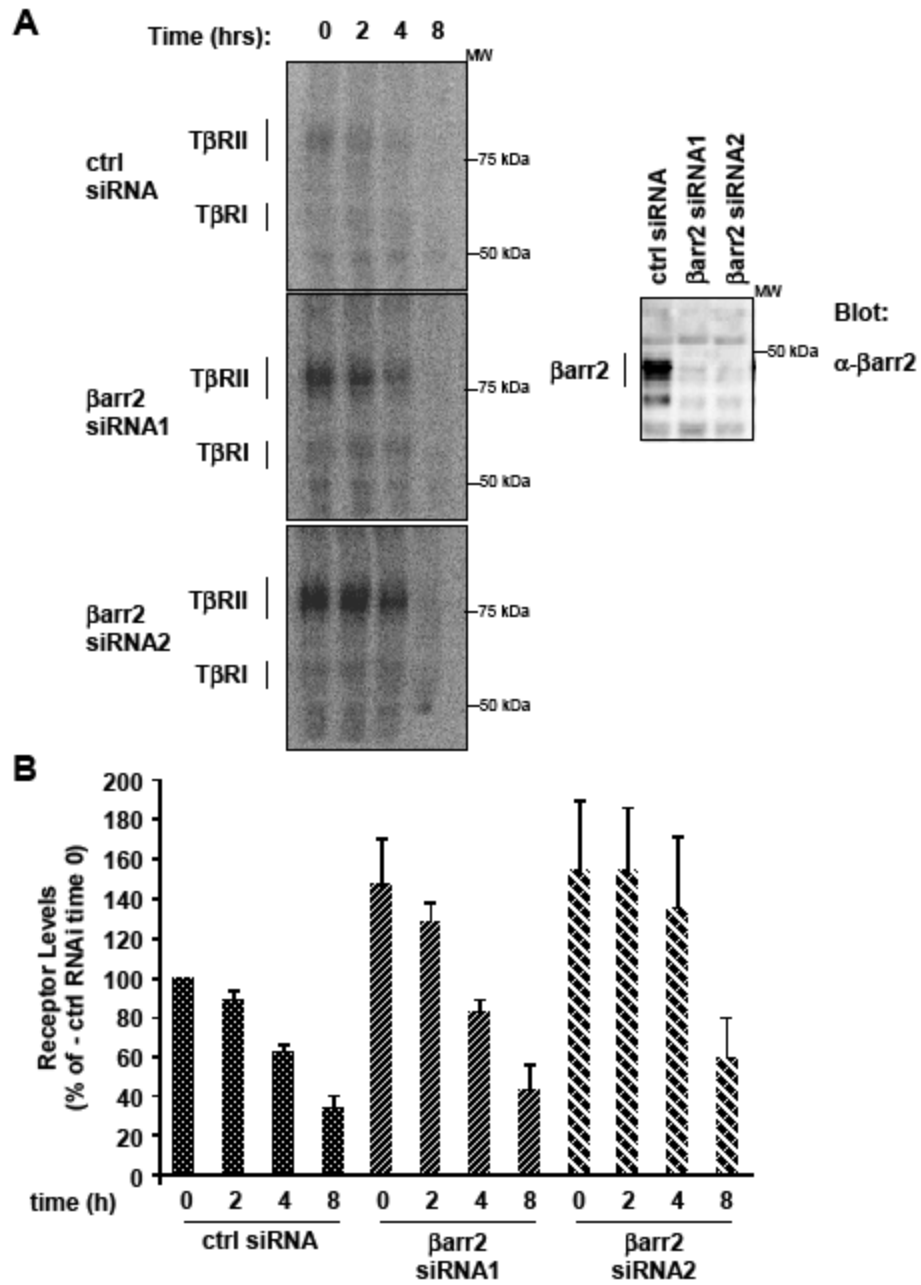 A
Time (hrs): 0 2 4 8
MW
ctrl
siRNA
TβRII
TβRI
75 kDa
50 kDa
βarr2
siRNA1
TβRII
TβRI
75 kDa
50 kDa
βarr2
siRNA2
TβRII
TβRI
75 kDa
50 kDa
ctrl siRNA
βarr2 siRNA1
βarr2 siRNA2
MW
50 kDa
βarr2
Blot:
α-βarr2
B
Receptor Levels
(% of - ctrl RNAi time 0)
200
180
160
140
120
100
80
60
40
20
0
time (h) 0 2 4 8 0 2 4 8 0 2 4 8
ctrl siRNA
βarr2
siRNA1
βarr2
siRNA2